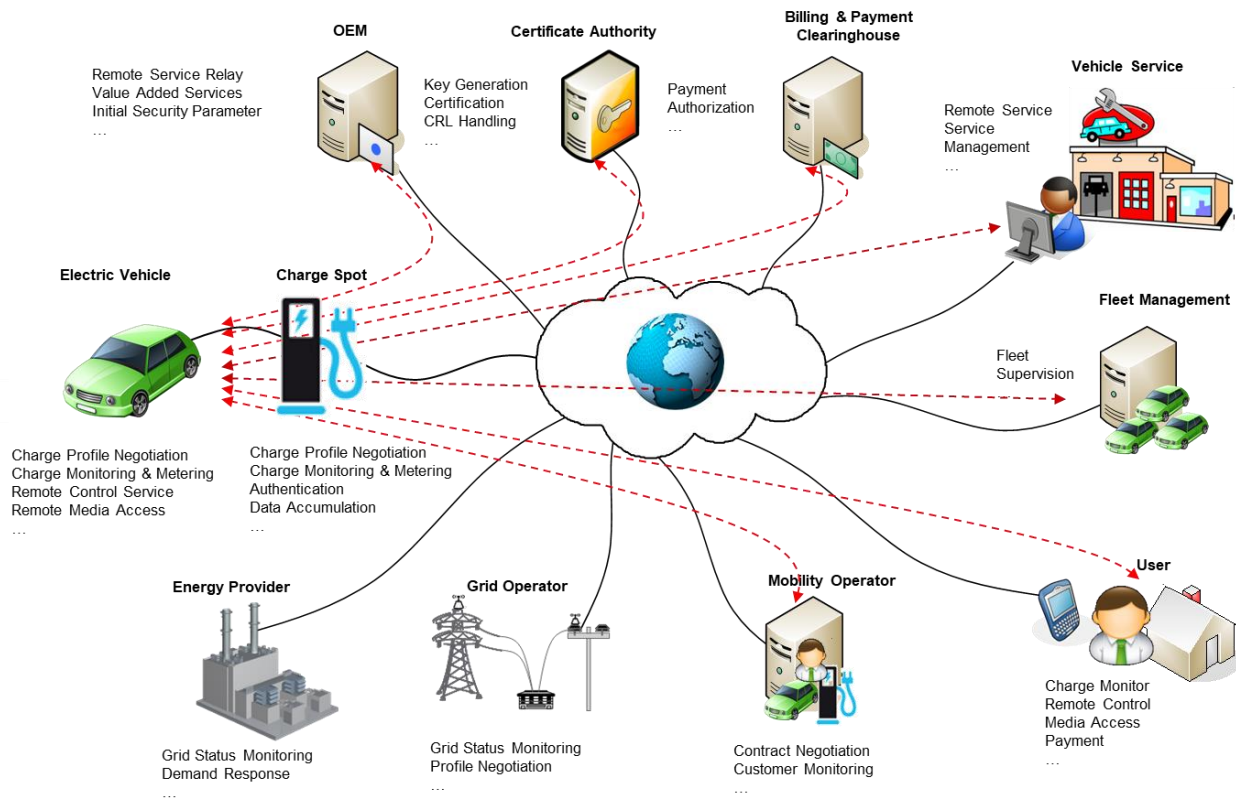 OEM
Remote Service Relay
Value Added Services
Initial Security Parameter
…
Certificate Authority
Key Generation
Certification
CRL Handling
…
Billing & Payment
Clearinghouse
Payment
Authorization
…
Vehicle Service
Remote Service
Service
Management
…
Electric Vehicle
Charge Profile Negotiation
Charge Monitoring & Metering
Remote Control Service
Remote Media Access
…
Charge Spot
Charge Profile Negotiation
Charge Monitoring & Metering
Authentication
Data Accumulation
…
Fleet Management
Fleet
Supervision
…
Energy Provider
Grid Status Monitoring
Demand Response
…
Grid Operator
Grid Status Monitoring
Profile Negotiation
…
Mobility Operator
Contract Negotiation
Customer Monitoring
…
User
Charge Monitor
Remote Control
Media Access
Payment
…